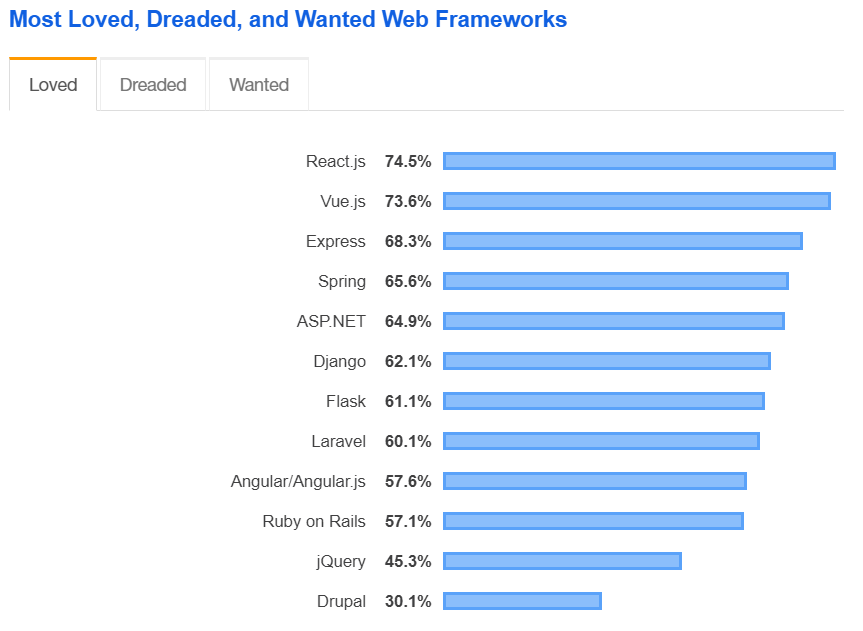 Most Loved, Dreaded, and Wanted Web Frameworks
Loved Dreaded Wanted
React.js 74.5%
Vue.js 73.6%
Express 68.3%
Spring 65.6%
ASP.NET 64.9%
Django 62.1%
Flask 61.1%
Laravel 60.1%
Angular/Angular.js 57.6%
Ruby on Rails 57.1%
jQuery 45.3%
Drupal 30.1%